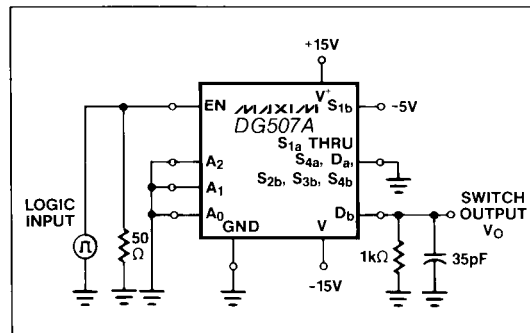 +15V
EN
MAXIM
V+
S1b
-5V
DG507A
S1a THRU
S4a, Da,
S2b, S3b, S4b
A2
A1
A0
LOGIC
INPUT
50
Ω
GND
V
Db
SWITCH
OUTPUT
VO
1kΩ
35pF
-15V